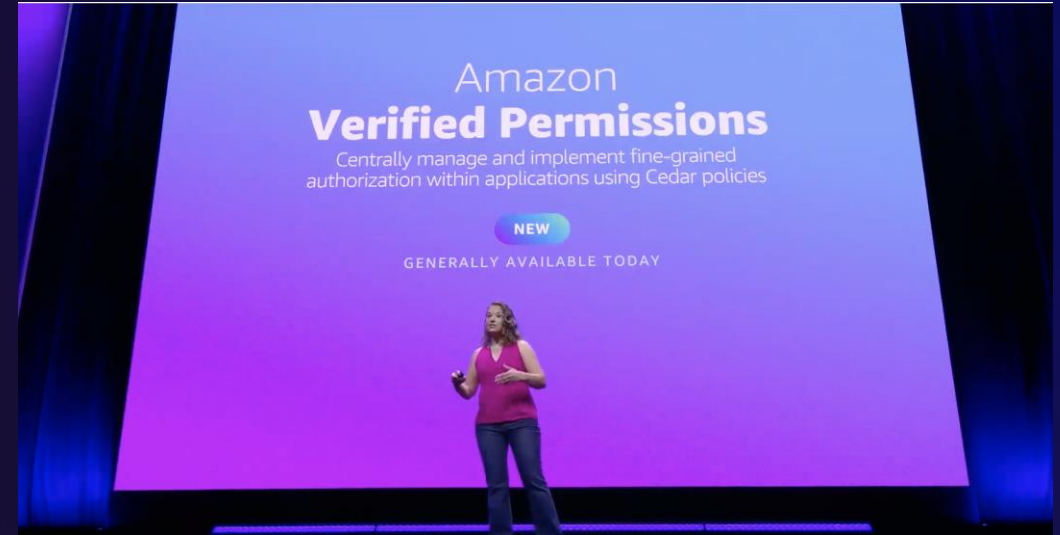 Amazon
Verified Permissions
Centrally manage and implement fine-grained
authorization within applications using Cedar policies
NEW
GENERALLY AVAILABLE TODAY